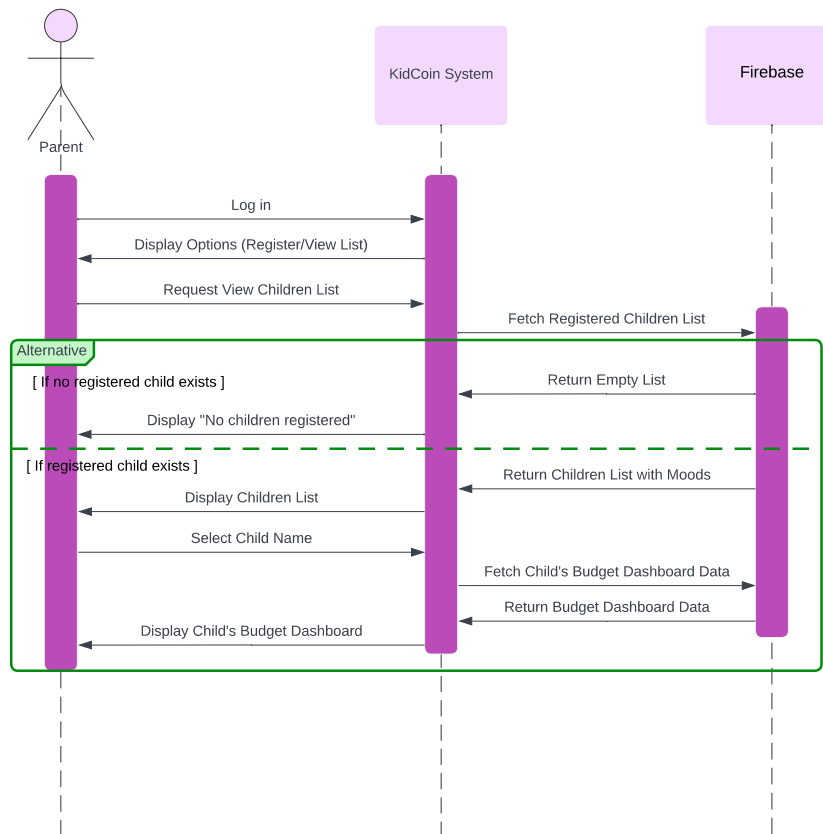 Parent
KidCoin System
Firebase
Log in
Display Options (Register/View List)
Request View Children List
Fetch Registered Children List
Alternative
[ If no registered child exists ]
Return Empty List
Display "No children registered"
[ If registered child exists ]
Return Children List with Moods
Display Children List
Select Child Name
Fetch Child's Budget Dashboard Data
Return Budget Dashboard Data
Display Child's Budget Dashboard